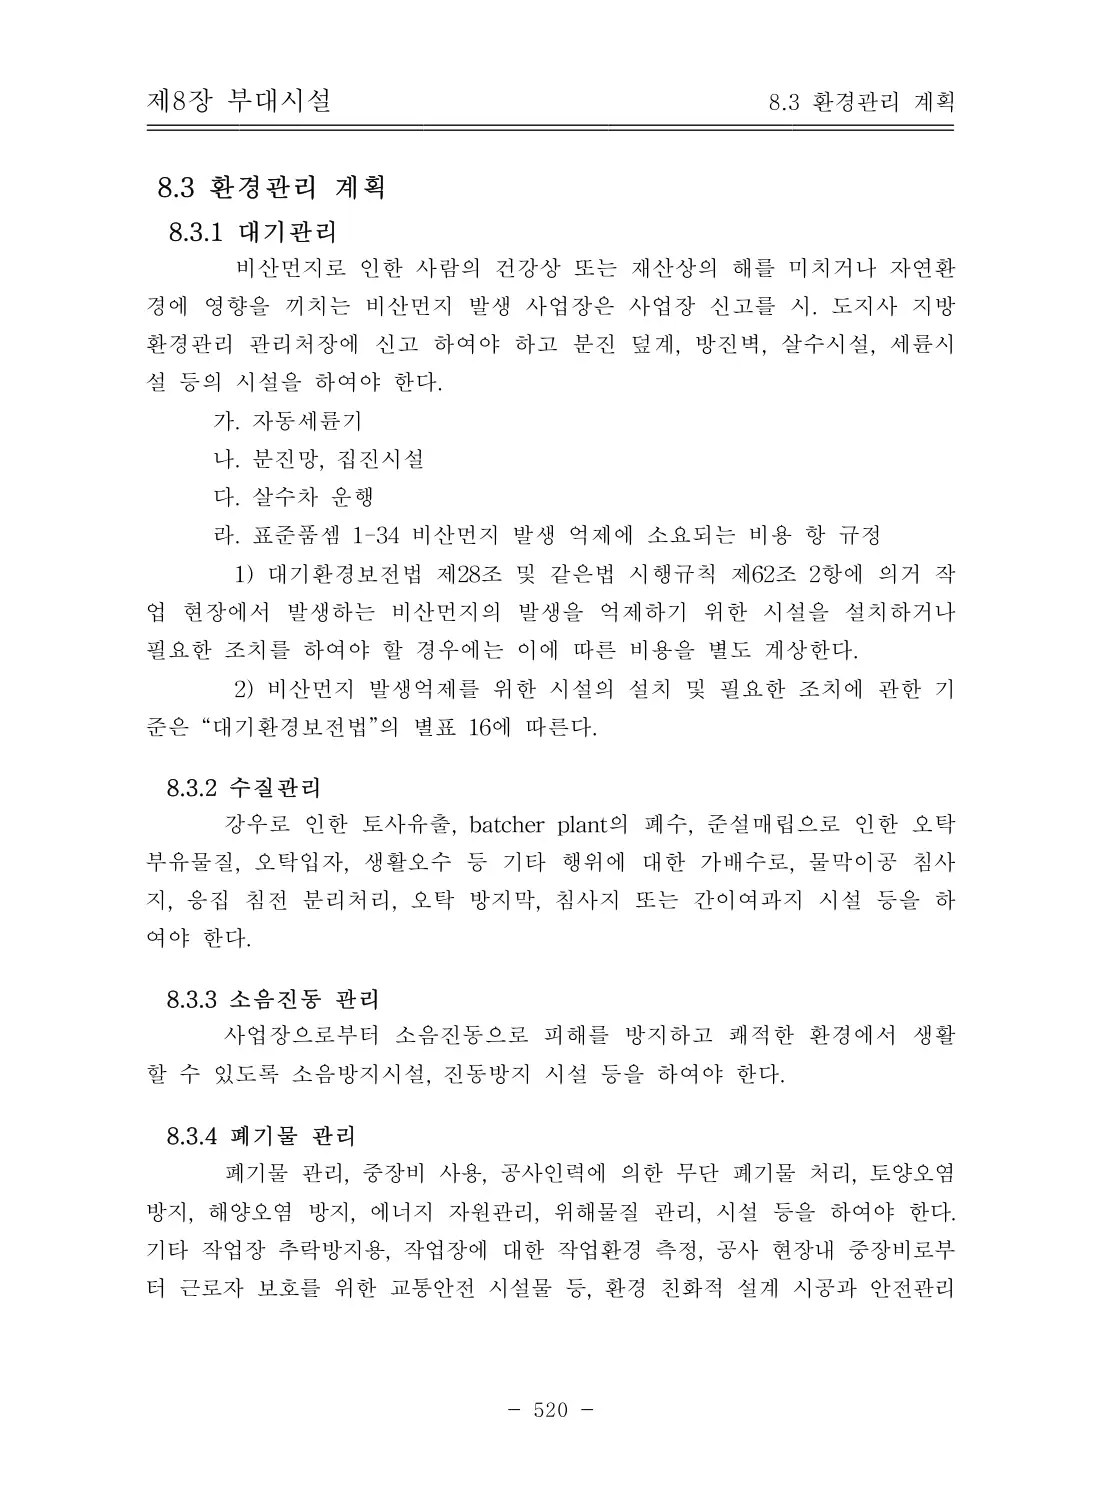 제8장 부대시설
8.3 환경관리 계획
8.3 환경관리 계획
8.3.1 대기관리
비산먼지로 인한 사람의 건강상 또는 재산상의 해를 미치거나 자연환
경에 영향을 끼치는 비산먼지 발생 사업장은 사업장 신고를 시. 도지사 지방
환경관리 관리처장에 신고 하여야 하고 분진 덮계, 방진벽, 살수시설, 세륜시
설 등의 시설을 하여야 한다.
가. 자동세륜기
나. 분진망, 집진시설
다. 살수차 운행
라. 표준품셈 1-34 비산먼지 발생 억제에 소요되는 비용 항 규정
1) 대기환경보전법 제28조 및 같은법 시행규칙 제62조 2항에 의거 작
업 현장에서 발생하는 비산먼지의 발생을 억제하기 위한 시설을 설치하거나
필요한 조치를 하여야 할 경우에는 이에 따른 비용을 별도 계상한다.
2) 비산먼지 발생억제를 위한 시설의 설치 및 필요한 조치에 관한 기
준은 “대기환경보전법”의 별표 16에 따른다.
8.3.2 수질관리
강우로 인한 토사유출, batcher plant의 폐수, 준설매립으로 인한 오탁
부유물질, 오탁입자, 생활오수 등 기타 행위에 대한 가배수로, 물막이공 침사
지, 응집 침전 분리처리, 오탁 방지막, 침사지 또는 간이여과지 시설 등을 하
여야 한다.
8.3.3 소음진동 관리
사업장으로부터 소음진동으로 피해를 방지하고 쾌적한 환경에서 생활
할 수 있도록 소음방지시설, 진동방지 시설 등을 하여야 한다.
8.3.4 폐기물 관리
폐기물 관리, 중장비 사용, 공사인력에 의한 무단 폐기물 처리, 토양오염
방지, 해양오염 방지, 에너지 자원관리, 위해물질 관리, 시설 등을 하여야 한다.
기타 작업장 추락방지용, 작업장에 대한 작업환경 측정, 공사 현장내 중장비로부
터 근로자 보호를 위한 교통안전 시설물 등, 환경 친화적 설계 시공과 안전관리
- 520 -